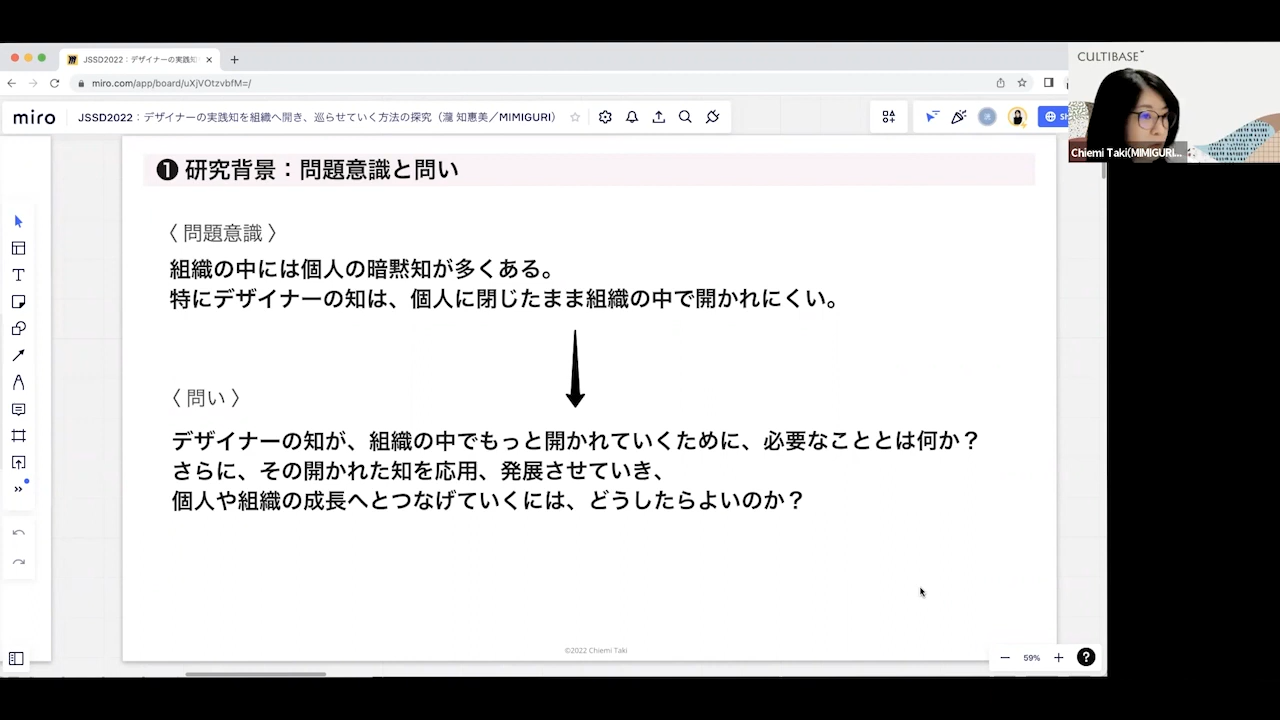 JSSD2022：デザイナーの実践知
miro.com/app/board/uXjVOtzvbfM=/
CULTIBASE
miro
JSSD2022：デザイナーの実践知を組織へ開き、拡らせていく方法の探究（瀧 知惠美／MIMIGURI）
Sh
Chiemi Taki(MIMIGURI...
❶ 研究背景：問題意識と問い
〈 問題意識 〉
組織の中には個人の暗黙知が多くある。
特にデザイナーの知は、個人に閉じたまま組織の中で開かれにくい。
〈 問い 〉
デザイナーの知が、組織の中でもっと開かれていくために、必要なこととは何か？
さらに、その開かれた知を応用、発展させていき、
個人や組織の成長へとつなげていくには、どうしたらよいのか？
©2022 Chiemi Taki
59%